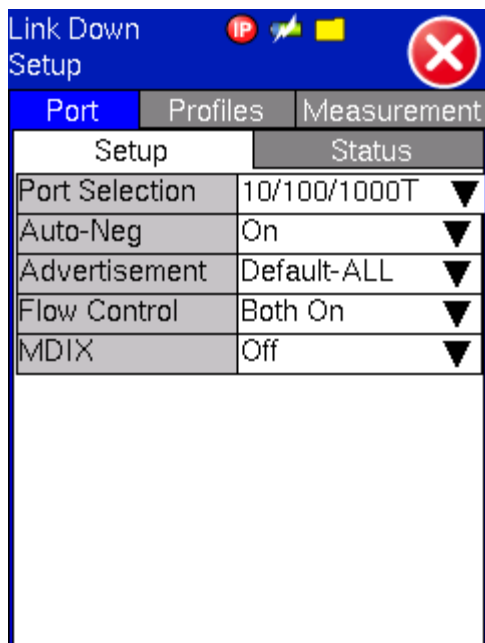 Link Down
IP
Setup
Port Profiles Measurement
Setup Status
Port Selection 10/100/1000T
Auto-Neg On
Advertisement Default-ALL
Flow Control Both On
MDIX Off